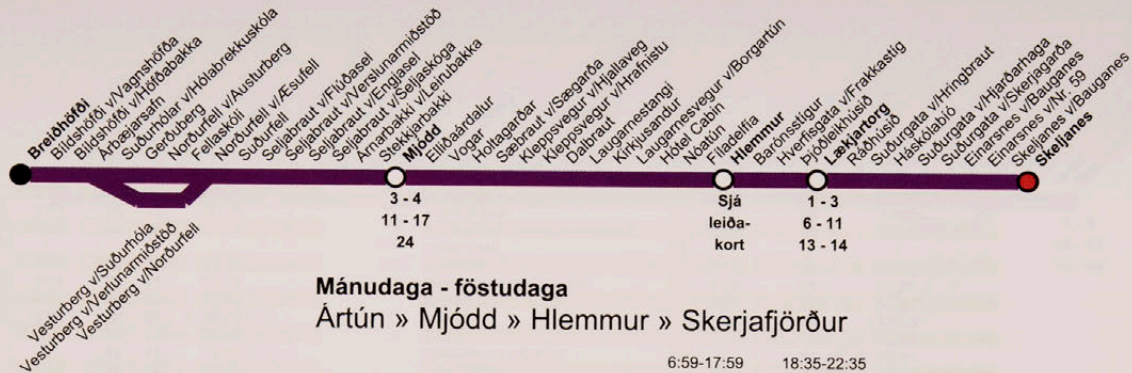 Breiðhöfði
Bíldshöfði v/Vagnshöfða
Bíldshöfði v/Höfðabakka
Árbæjarsafn
Suðurhólar v/Hólabrekkuskóla
Gerðuberg
Norðurfell v/Austurberg
Fellaskóli
Norðurfell v/Æsufell
Suðurfell
Seljabraut v/Flúðasel
Seljabraut v/Verslunarmiðstöð
Seljabraut v/Engjasel
Seljabraut v/Seljaskóga
Arnarbakki v/Leirubakka
Stekkjarbakki
Mjódd
Elliðaárdalur
Vogar
Holtagarðar
Sæbraut v/Sægarða
Kleppsvegur v/Hjallaveg
Kleppsvegur v/Hrafnistu
Dalbraut
Laugarnestangi
Kirkjusandur
Laugarnesvegur v/Borgartún
Hótel Cabin
Nóatún
Fíladelfía
Hlemmur
Barónsstígur
Hverfisgata v/Frakkastíg
Þjóðleikhúsið
Lækjartorg
Ráðhúsið
Suðurgata v/Hringbraut
Háskólabíó
Suðurgata v/Hjarðarhaga
Suðurgata v/Skerjagarða
Einarsnes v/Bauganes
Einarsnes v/Nr. 59
Skeljanes v/Bauganes
Skeljanes
3 - 4
11 - 17
24
Sjá
leiða-
kort
1 - 3
6 - 11
13 - 14
Vesturberg v/Suðurhóla
Vesturberg v/Verlunarmiðstöð
Vesturberg v/Norðurfell
Mánudaga - föstudaga
Ártún » Mjódd » Hlemmur » Skerjafjörður
6:59-17:59 18:35-22:35